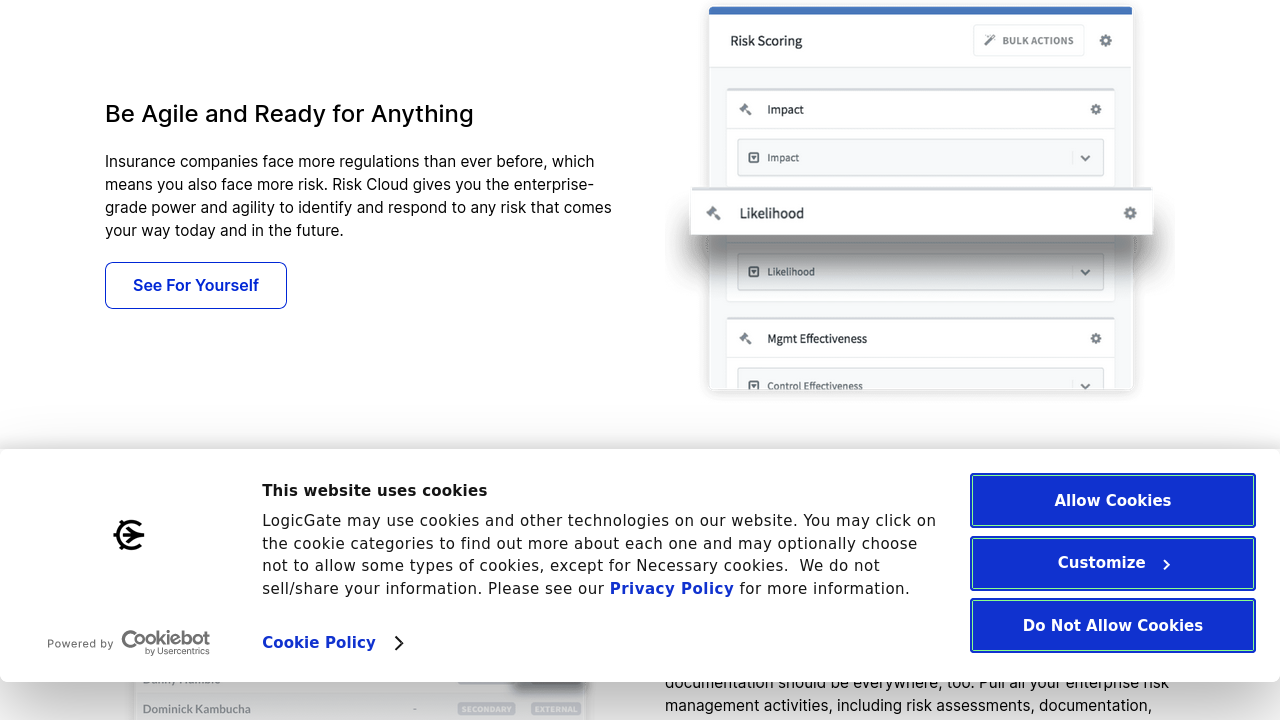 Risk Scoring
BULK ACTIONS
Impact
Impact
Likelihood
Likelihood
Mgmt Effectiveness
Control Effectiveness
Be Agile and Ready for Anything
Insurance companies face more regulations than ever before, which
means you also face more risk. Risk Cloud gives you the enterprise-
grade power and agility to identify and respond to any risk that comes
your way today and in the future.
See For Yourself
This website uses cookies
LogicGate may use cookies and other technologies on our website. You may click on
the cookie categories to find out more about each one and may optionally choose
not to allow some types of cookies, except for Necessary cookies.  We do not
sell/share your information. Please see our Privacy Policy for more information.
Cookie Policy
Powered by Cookiebot
by Usercentrics
Allow Cookies
Customize
Do Not Allow Cookies
Dominick Kambucha
-
SECONDARY
EXTERNAL
documentation should be everywhere, too. Pull all your enterprise risk
management activities, including risk assessments, documentation,